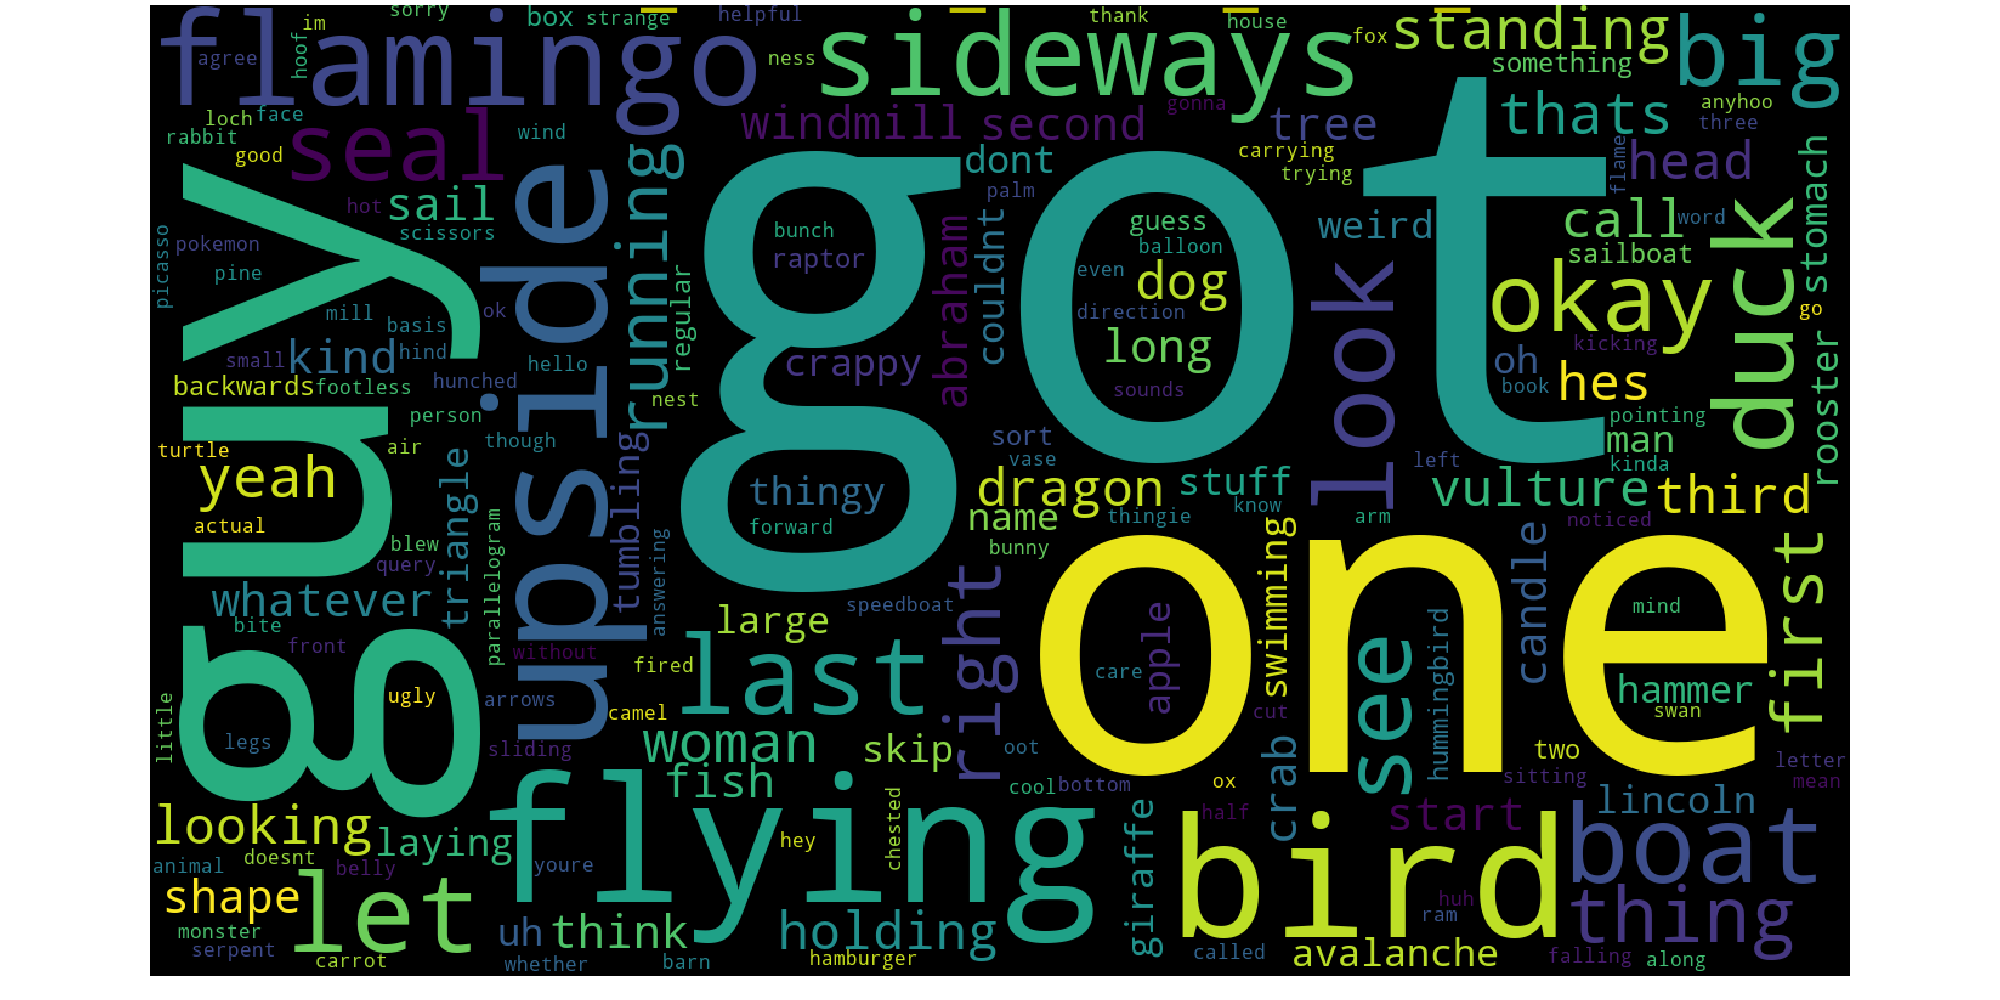 sorry
helpful
im
box
strange
thank
house
flamingo
sideways
fox
standing
big
agree
hoof
ness
something
loch
face
seal
wind
windmill
second
gonna
tree
thats
anyhoo
three
rabbit
good
dont
carrying
trying
flame
head
stomach
hot
sail
scissors
upside
running
palm
guess
balloon
weird
call
word
sailboat
duck
picasso
pokemon
pine
guy
bunch
raptor
abraham
couldnt
got
even
direction
dog
look
okay
go
mill
basis
ok
regular
small
kind
hind
hello
crappy
long
sounds
oh
kicking
book
hes
rooster
backwards
footless
hunched
nest
person
pointing
turtle
air
though
sort
vase
left
man
kinda
yeah
triangle
tumbling
thingy
dragon
stuff
vulture
third
actual
forward
name
thingie
know
arm
noticed
blew
query
parallelogram
answering
bunny
one
candle
first
whatever
bite
front
without
large
speedboat
right
swimming
mind
fired
last
care
apple
see
hummingbird
hammer
swan
little
legs
ugly
arrows
camel
cut
sliding
woman
skip
oot
crab
two
sitting
letter
mean
fish
cool
bottom
ox
looking
laying
flying
hey
chested
giraffe
half
start
lincoln
boat
animal
doesnt
belly
youre
bird
shape
let
huh
ram
thing
monster
serpent
carrot
uh
think
whether
barn
holding
hamburger
called
avalanche
falling
along